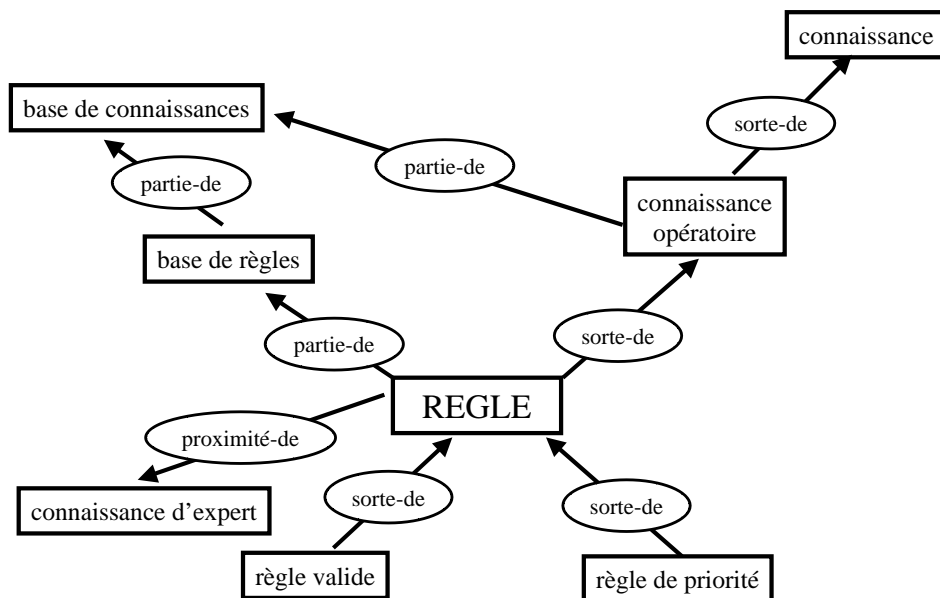 connaissance
base de connaissances
sorte-de
partie-de
partie-de
connaissance
opératoire
base de règles
partie-de
sorte-de
REGLE
proximité-de
sorte-de
sorte-de
connaissance d’expert
règle valide
règle de priorité